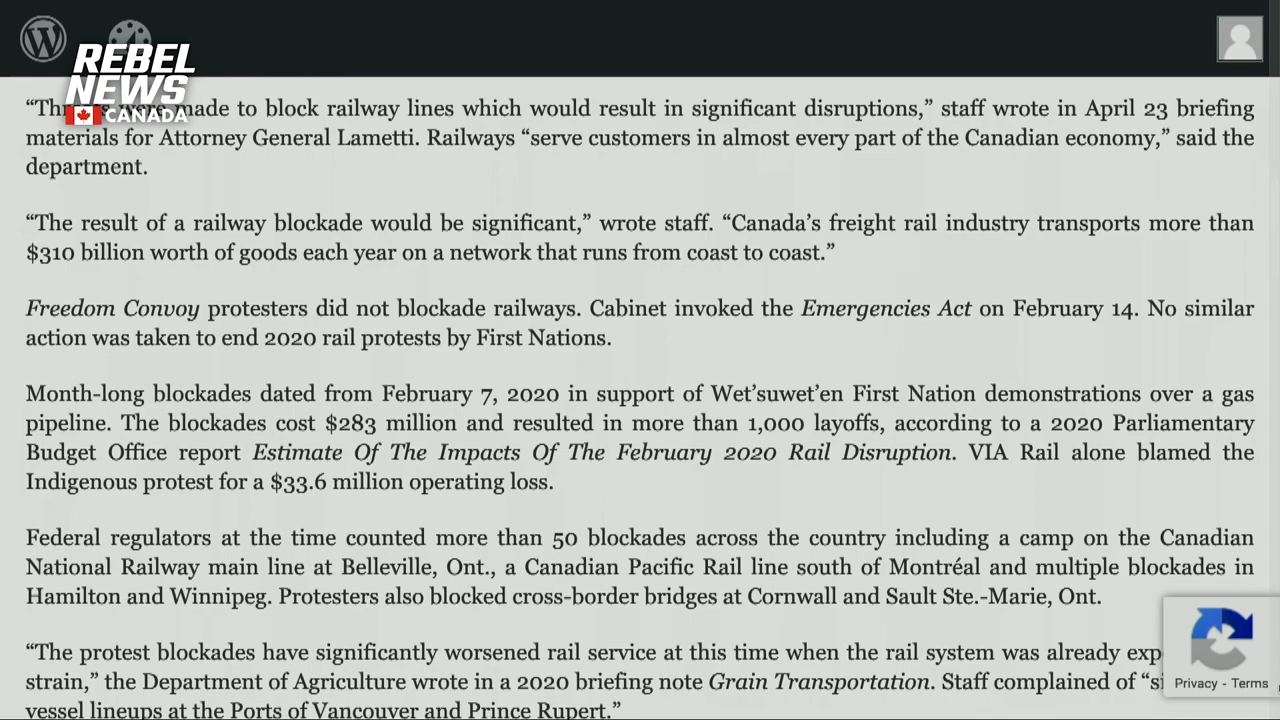 REBEL
NEWS
CANADA
made to block railway lines which would result in significant disruptions,” staff wrote in April 23 briefing
materials for Attorney General Lametti. Railways “serve customers in almost every part of the Canadian economy,” said the
department.
“The result of a railway blockade would be significant,” wrote staff. “Canada’s freight rail industry transports more than
$310 billion worth of goods each year on a network that runs from coast to coast.”
Freedom Convoy protesters did not blockade railways. Cabinet invoked the Emergencies Act on February 14. No similar
action was taken to end 2020 rail protests by First Nations.
Month-long blockades dated from February 7, 2020 in support of Wet’suwet’en First Nation demonstrations over a gas
pipeline. The blockades cost $283 million and resulted in more than 1,000 layoffs, according to a 2020 Parliamentary
Budget Office report Estimate Of The Impacts Of The February 2020 Rail Disruption. VIA Rail alone blamed the
Indigenous protest for a $33.6 million operating loss.
Federal regulators at the time counted more than 50 blockades across the country including a camp on the Canadian
National Railway main line at Belleville, Ont., a Canadian Pacific Rail line south of Montréal and multiple blockades in
Hamilton and Winnipeg. Protesters also blocked cross-border bridges at Cornwall and Sault Ste.-Marie, Ont.
“The protest blockades have significantly worsened rail service at this time when the rail system was already
strain,” the Department of Agriculture wrote in a 2020 briefing note Grain Transportation. Staff complained of
vessel lineups at the Ports of Vancouver and Prince Rupert.”
Privacy - Terms